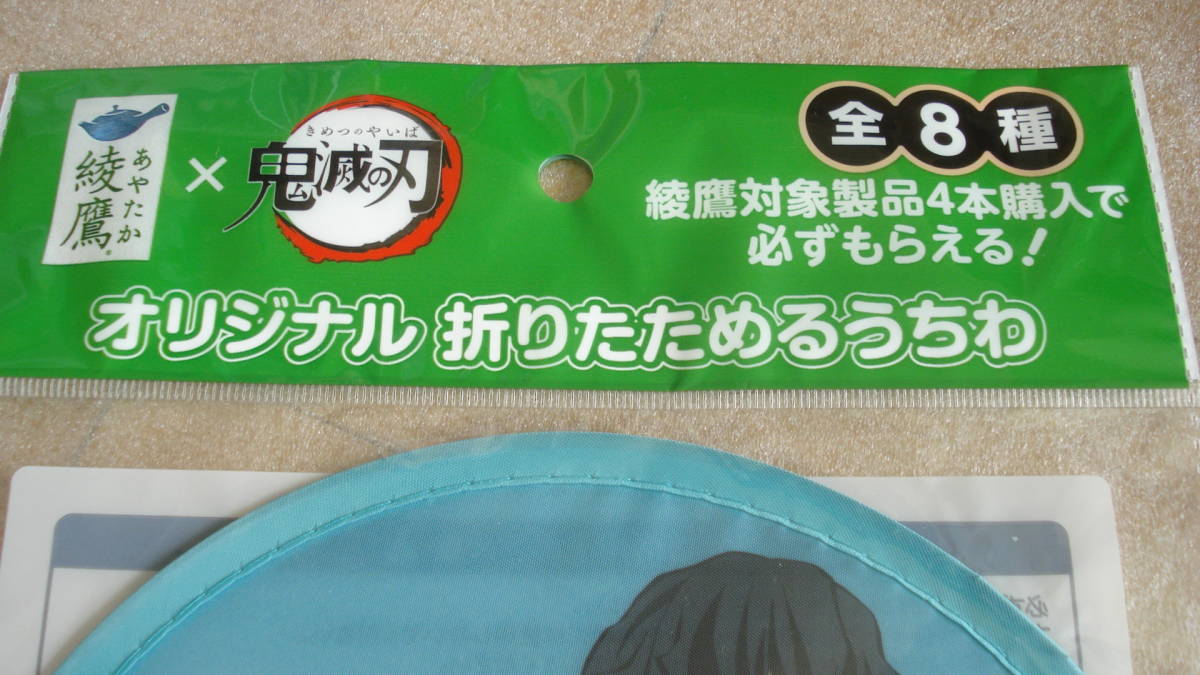 あやたか
綾鷹
×
きめつのやいば
鬼滅の刃
全8種
綾鷹対象製品4本購入で
必ずもらえる!
オリジナル 折りたためるうちわ